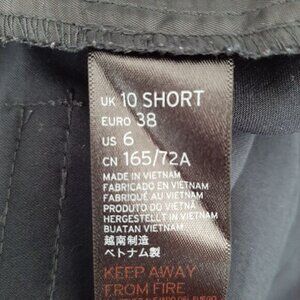 UK 10 SHORT
EURO 38
US 6
CN 165/72A
MADE IN VIETNAM
FABRICADO EN VIETNAM
FABRIQUÉ AU VIETNAM
PRODUTO DO VIETNÃ
HERGESTELLT IN VIETNAM
BUATAN VIETNAM
越南制造
ベトナム製
KEEP AWAY
FROM FIRE